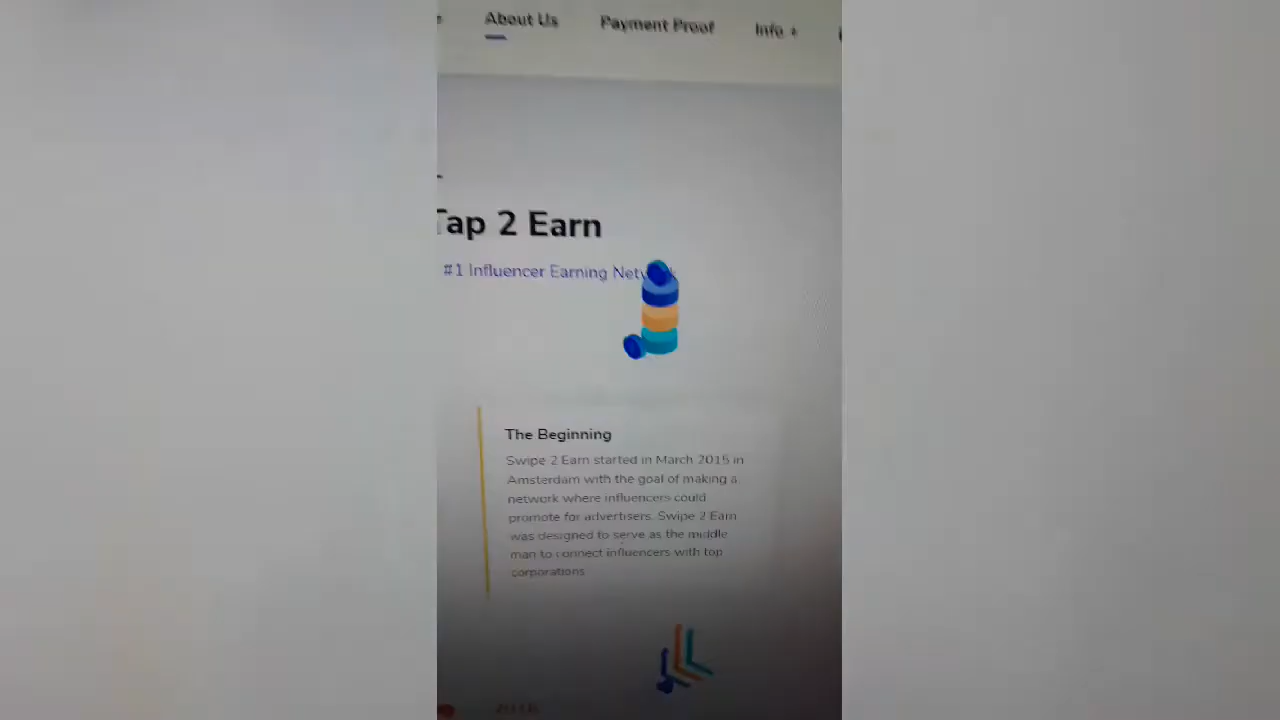 About Us Payment Proof Info +
Tap 2 Earn
#1 Influencer Earning
The Beginning
Swipe 2 Earn started in March 2015 in
Amsterdam with the goal of making a
network where influencers could
promote for advertisers. Swipe 2 Earn
was designed to serve as the middle
man to connect influencers with top
corporations